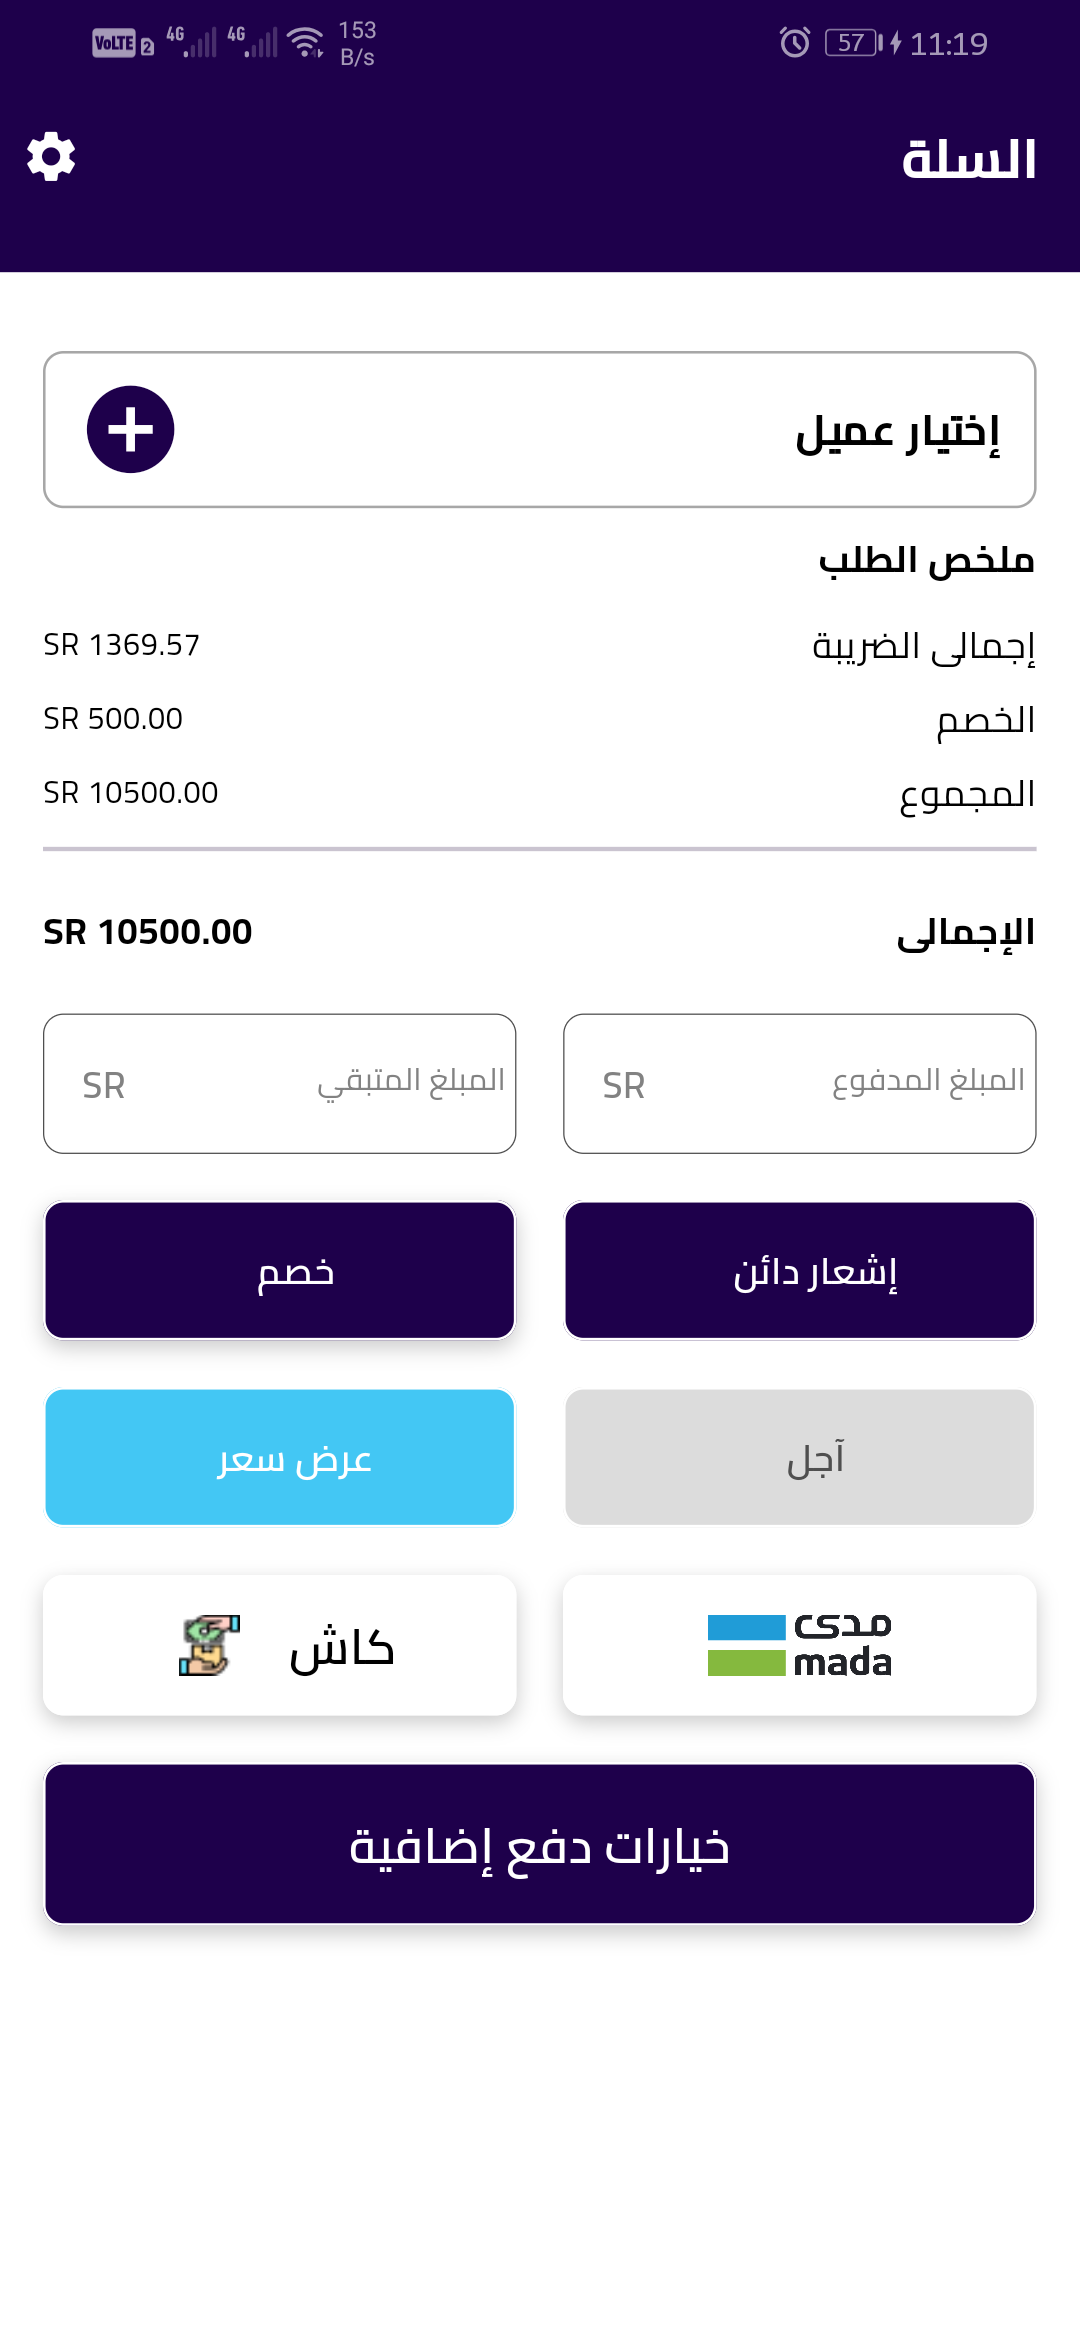 VoLTE 2 4G 4G 153 B/s 57 11:19
السلة
إختيار عميل
ملخص الطلب
إجمالى الضريبة SR 1369.57
الخصم SR 500.00
المجموع SR 10500.00
الإجمالى SR 10500.00
المبلغ المدفوع SR المبلغ المتبقي SR
إشعار دائن خصم
آجل عرض سعر
مدى mada كاش
خيارات دفع إضافية